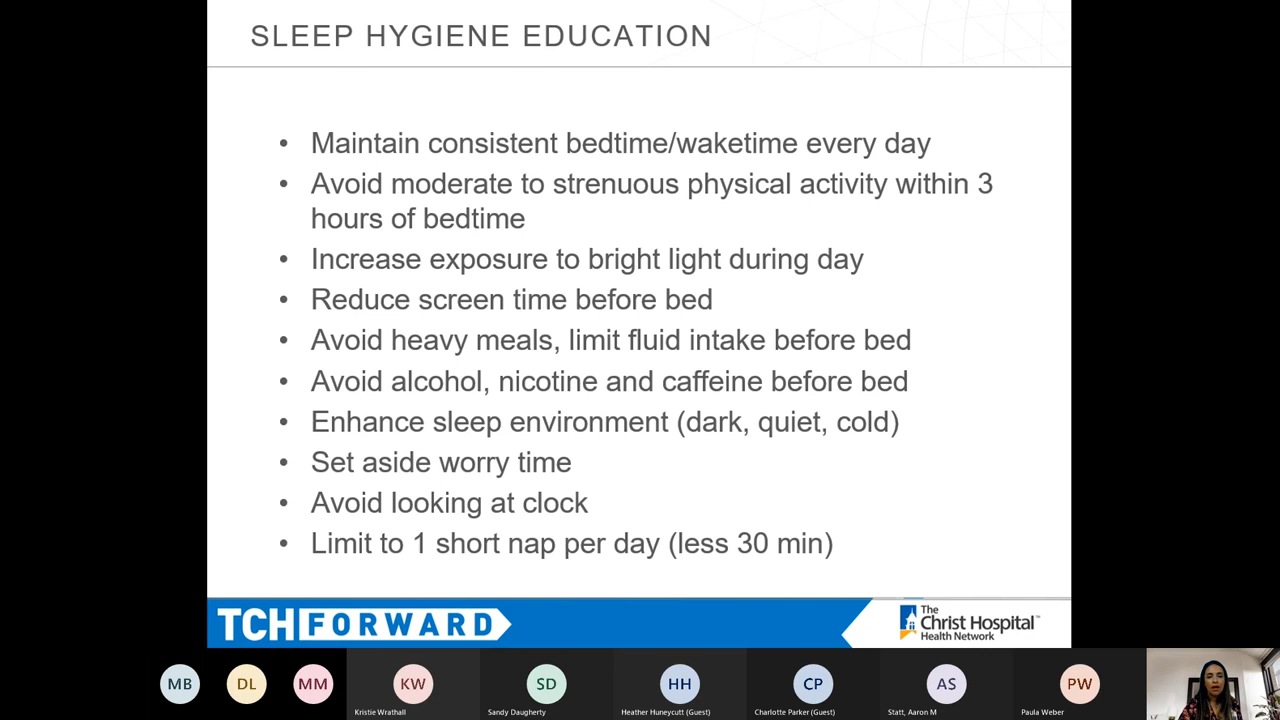 SLEEP HYGIENE EDUCATION
• Maintain consistent bedtime/waketime every day
• Avoid moderate to strenuous physical activity within 3
hours of bedtime
• Increase exposure to bright light during day
• Reduce screen time before bed
• Avoid heavy meals, limit fluid intake before bed
• Avoid alcohol, nicotine and caffeine before bed
• Enhance sleep environment (dark, quiet, cold)
• Set aside worry time
• Avoid looking at clock
• Limit to 1 short nap per day (less 30 min)
TCH FORWARD
The
Christ Hospital™
Health Network
MB DL MM KW SD HH CP AS PW
Kristie Wrathall Sandy Daugherty Heather Huneycutt (Guest) Charlotte Parker (Guest) Statt, Aaron M Paula Weber